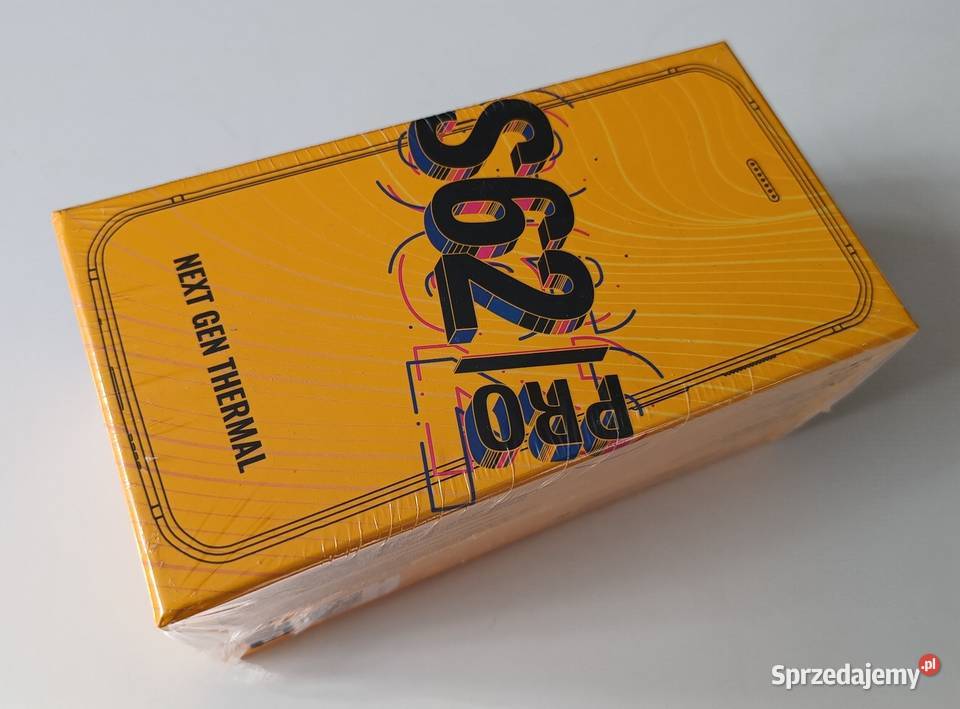 S62
PRO
NEXT GEN THERMAL
Sprzedajemy.pl